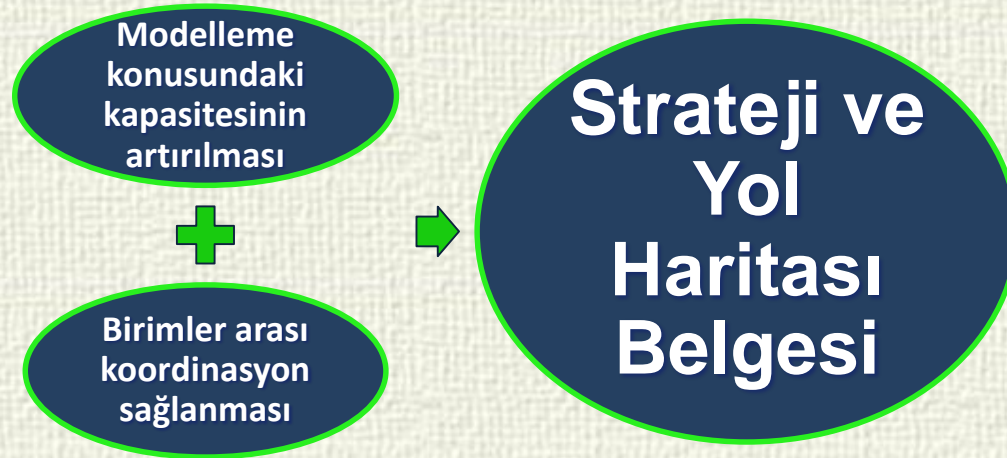 Modelleme
konusundaki
kapasitesinin
artırılması
Birimler arası
koordinasyon
sağlanması
Strateji ve
Yol
Haritası
Belgesi